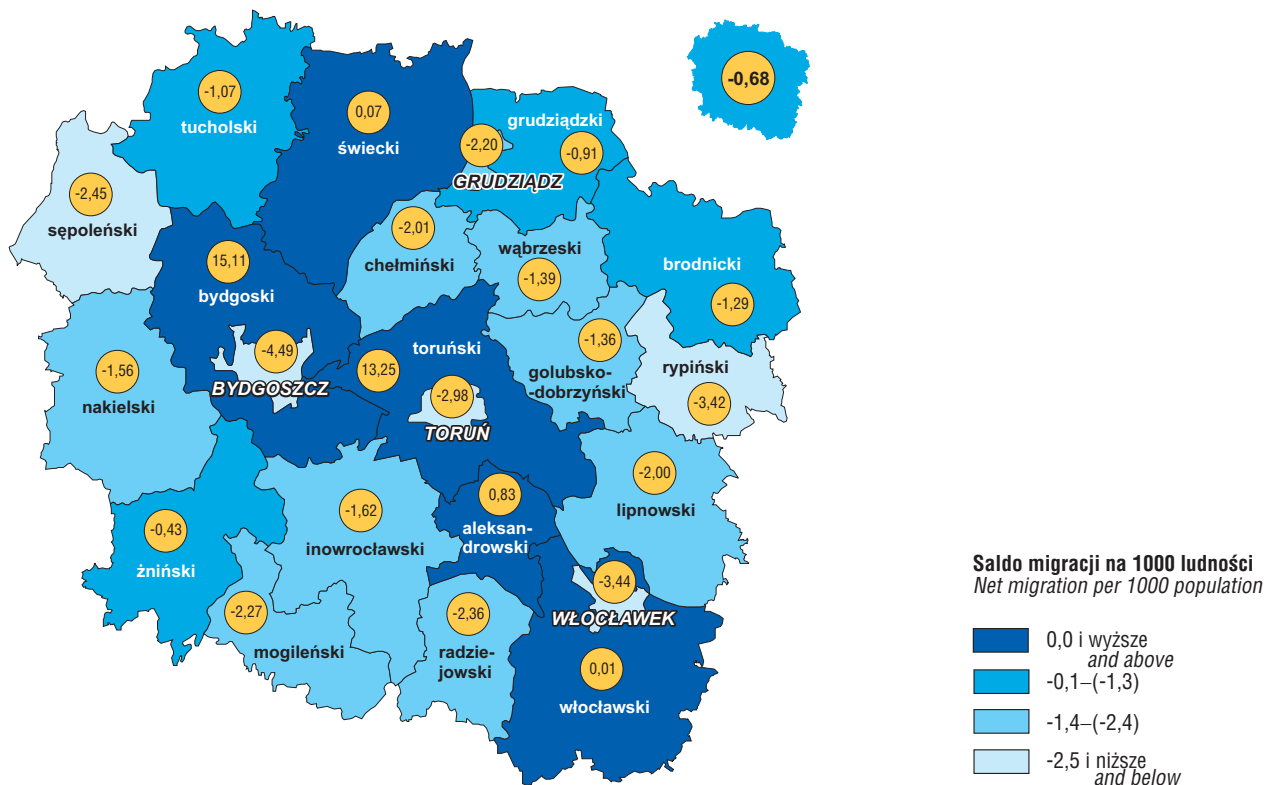 -0,68
-1,07
tucholski
0,07
świecki
grudziądzki
-2,20
-0,91
GRUDZIĄDZ
-2,45
sępoleński
-2,01
chełmiński
wąbrzeski
-1,39
brodnicki
-1,29
15,11
bydgoski
-4,49
BYDGOSZCZ
toruński
13,25
-2,98
TORUŃ
-1,36
golubsko-
-dobrzyński
rypiński
-3,42
-1,56
nakielski
-2,00
lipnowski
-0,43
żniński
-1,62
inowrocławski
0,83
aleksan-
drowski
-3,44
WŁOCŁAWEK
-2,27
mogileński
-2,36
radzie-
jowski
0,01
włocławski
Saldo migracji na 1000 ludności
Net migration per 1000 population
0,0 i wyższe
and above
-0,1–(-1,3)
-1,4–(-2,4)
-2,5 i niższe
and below